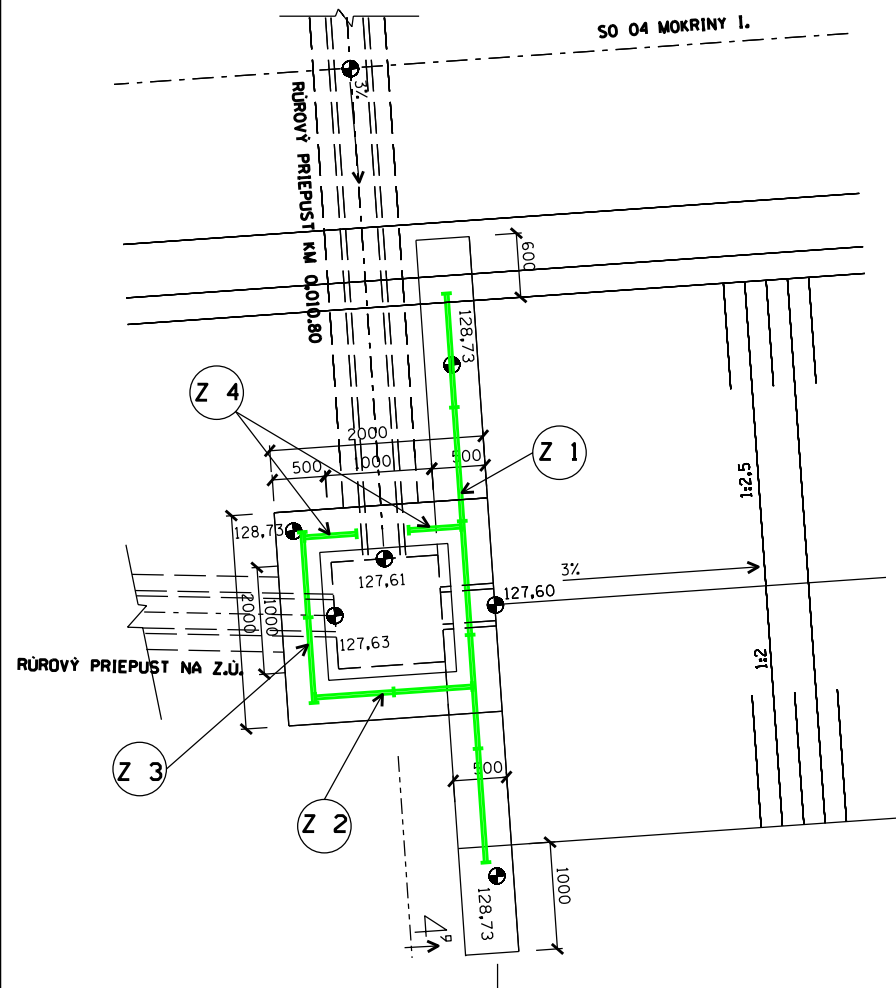 SO 04 MOKRINY I.
3%
RÚROVÝ PRIEPUST KM 0.010.80
600
128,73
Z 4
2000
500
1000
500
Z 1
1:2.5
128,73
127,61
3%
127,60
2000
1000
127,63
RÚROVÝ PRIEPUST NA Z.Ú.
1:2
Z 3
500
Z 2
1000
128,73
4'